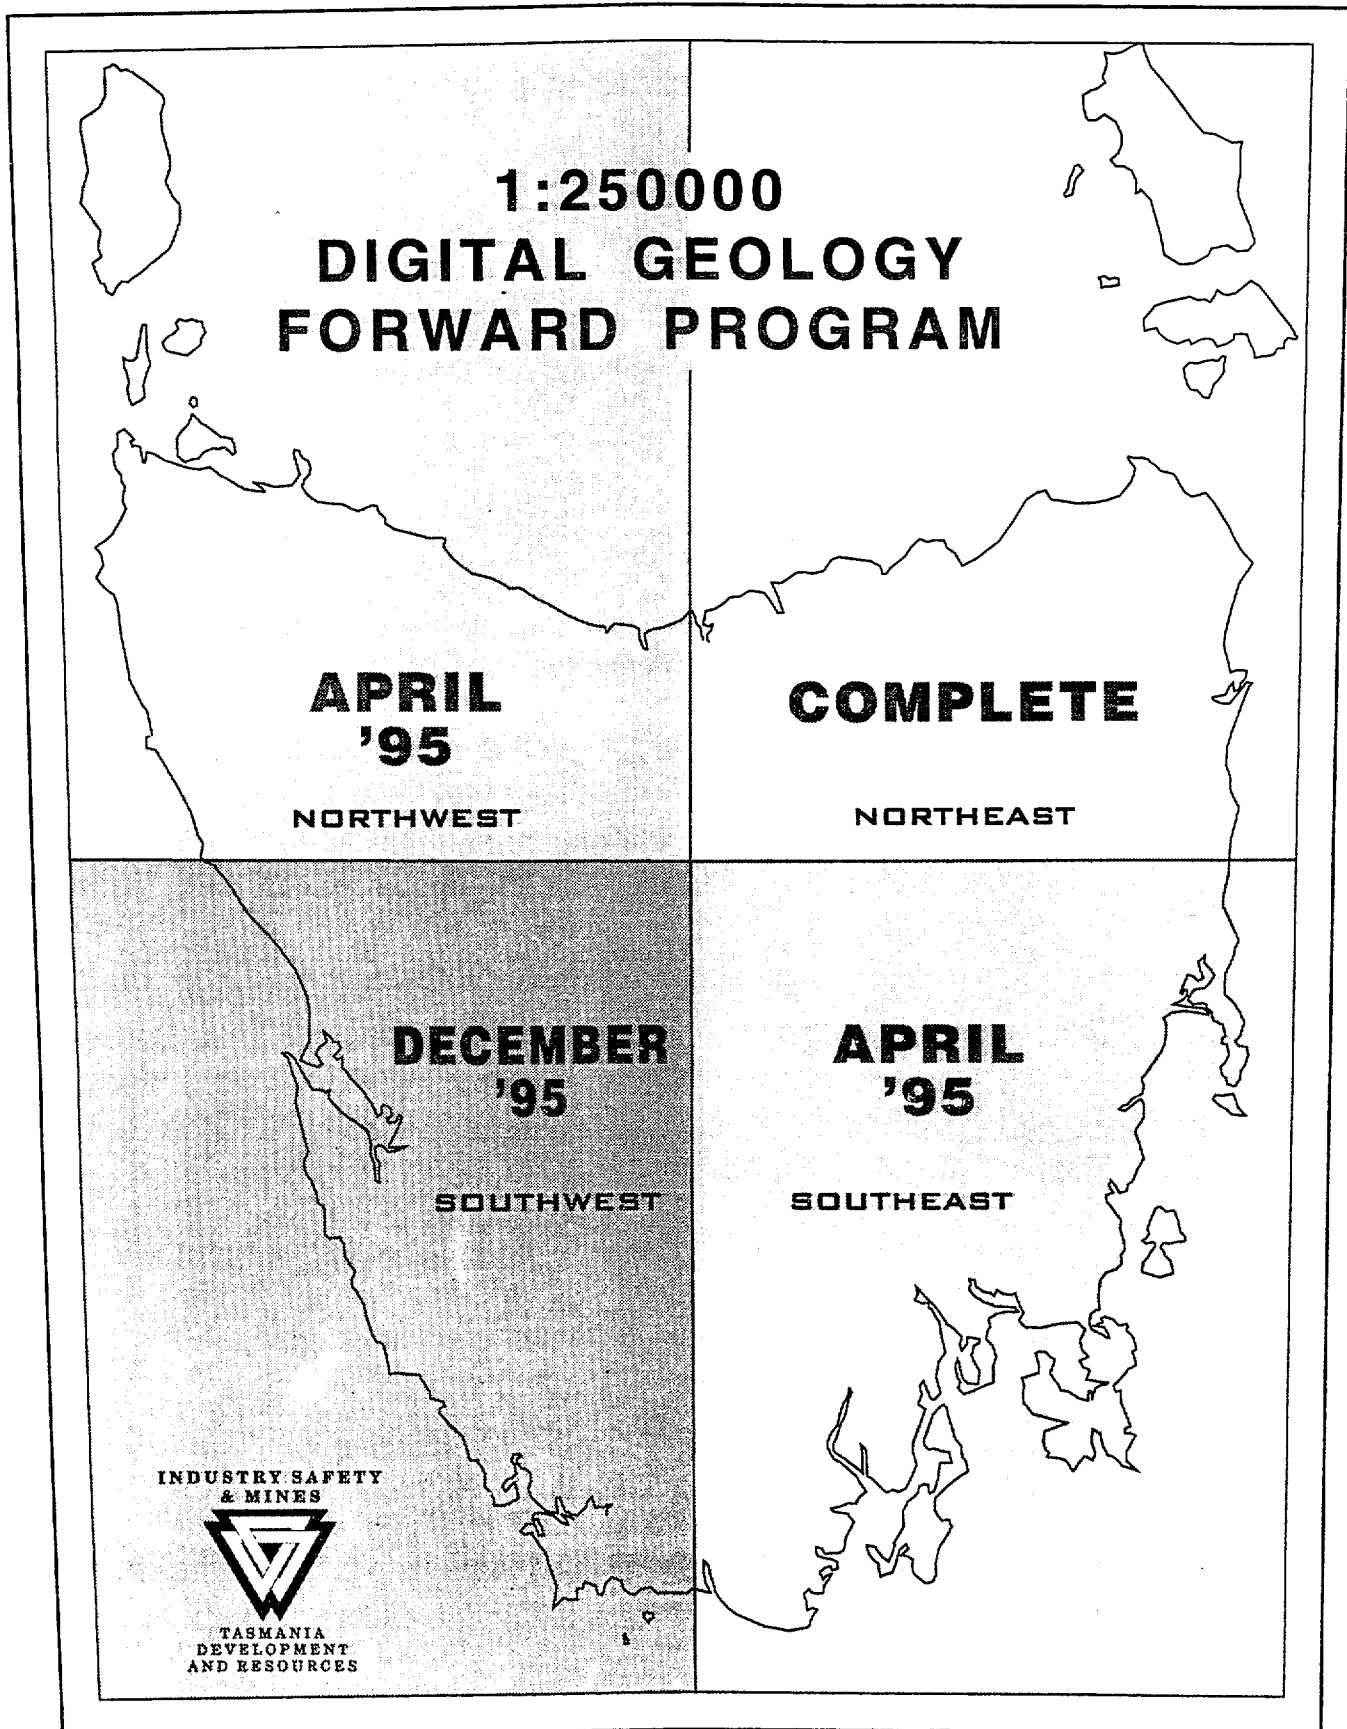 1:250000
DIGITAL GEOLOGY
FORWARD PROGRAM
APRIL
'95
NORTHWEST
COMPLETE
NORTHEAST
DECEMBER
'95
SOUTHWEST
APRIL
'95
SOUTHEAST
INDUSTRY SAFETY
& MINES
TASMANIA
DEVELOPMENT
AND RESOURCES